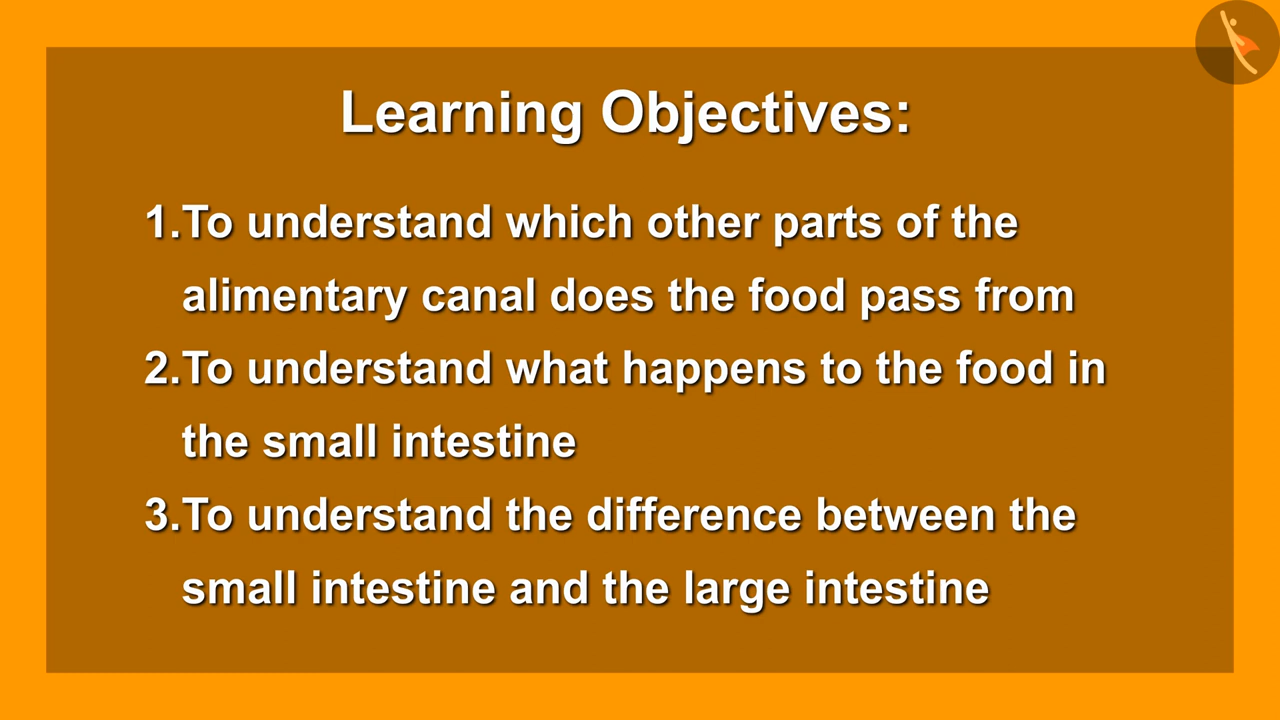 Learning Objectives:
1.To understand which other parts of the
alimentary canal does the food pass from
2.To understand what happens to the food in
the small intestine
3.To understand the difference between the
small intestine and the large intestine